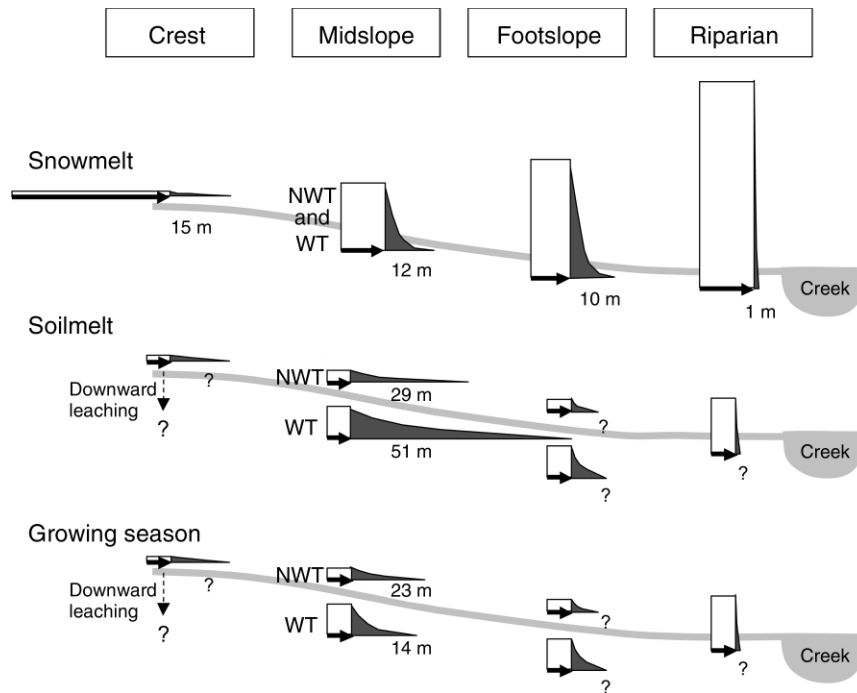 Crest Midslope Footslope Riparian
Snowmelt
NWT
and
WT
15 m
12 m
10 m
1 m
Creek
Soilmelt
Downward
leaching
?
?
NWT
29 m
WT
51 m
?
?
?
Creek
Growing season
Downward
leaching
?
?
NWT
23 m
WT
14 m
?
?
?
Creek